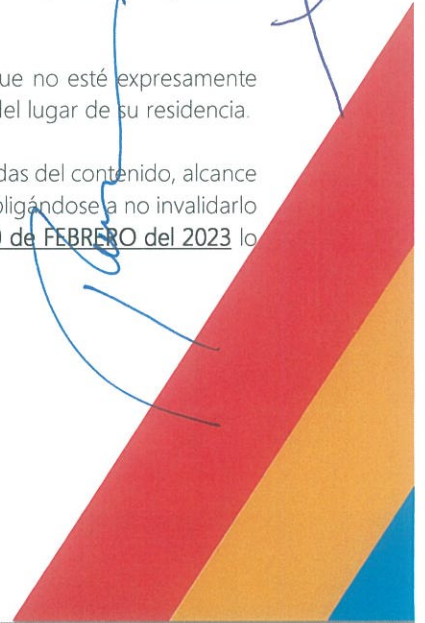 ue no esté expresamente
del lugar de su residencia.
das del contenido, alcance
bligándose a no invalidarlo
de FEBRERO del 2023 lo